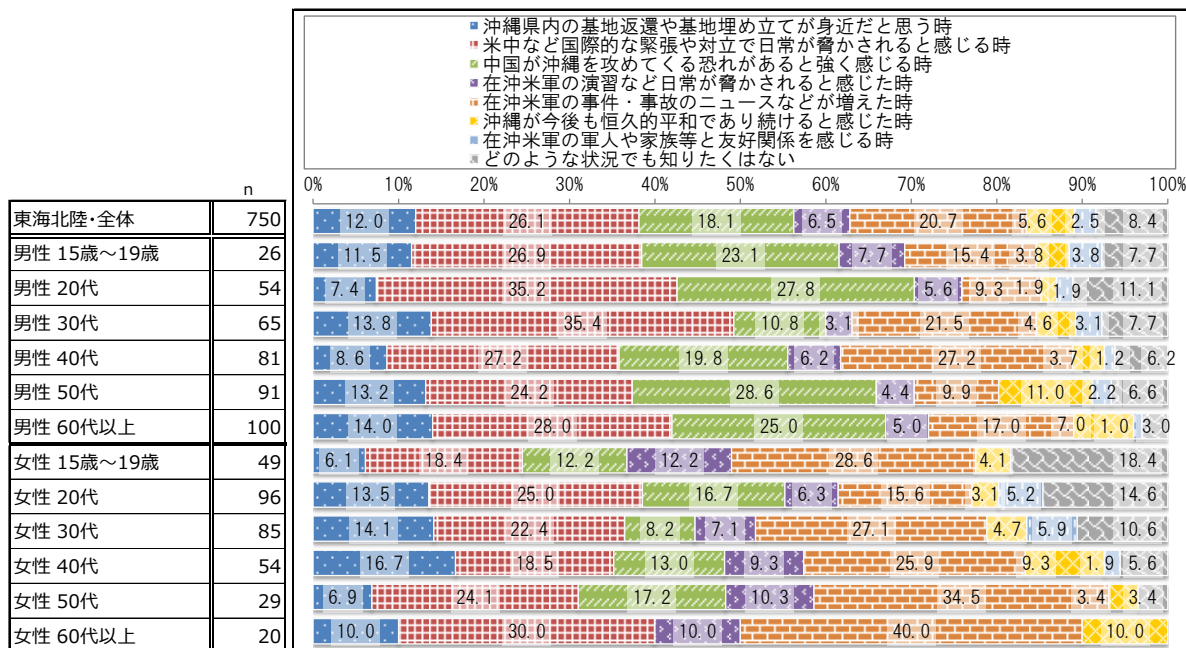 沖縄県内の基地返還や基地埋め立てが身近だと思う時
米中など国際的な緊張や対立で日常が脅かされると感じる時
中国が沖縄を攻めてくる恐れがあると強く感じる時
在沖米軍の演習など日常が脅かされると感じた時
在沖米軍の事件・事故のニュースなどが増えた時
沖縄が今後も恒久的平和であり続けると感じた時
在沖米軍の軍人や家族等と友好関係を感じる時
どのような状況でも知りたくはない
n 0% 10% 20% 30% 40% 50% 60% 70% 80% 90% 100%
東海北陸・全体 750 12.0 26.1 18.1 6.5 20.7 5.6 2.5 8.4
男性 15歳～19歳 26 11.5 26.9 23.1 7.7 15.4 3.8 3.8 7.7
男性 20代 54 7.4 35.2 27.8 5.6 9.3 1.9 1.9 11.1
男性 30代 65 13.8 35.4 10.8 3.1 21.5 4.6 3.1 7.7
男性 40代 81 8.6 27.2 19.8 6.2 27.2 3.7 1.2 6.2
男性 50代 91 13.2 24.2 28.6 4.4 9.9 11.0 2.2 6.6
男性 60代以上 100 14.0 28.0 25.0 5.0 17.0 7.0 1.0 3.0
女性 15歳～19歳 49 6.1 18.4 12.2 12.2 28.6 4.1 18.4
女性 20代 96 13.5 25.0 16.7 6.3 15.6 3.1 5.2 14.6
女性 30代 85 14.1 22.4 8.2 7.1 27.1 4.7 5.9 10.6
女性 40代 54 16.7 18.5 13.0 9.3 25.9 9.3 1.9 5.6
女性 50代 29 6.9 24.1 17.2 10.3 34.5 3.4 3.4
女性 60代以上 20 10.0 30.0 10.0 40.0 10.0